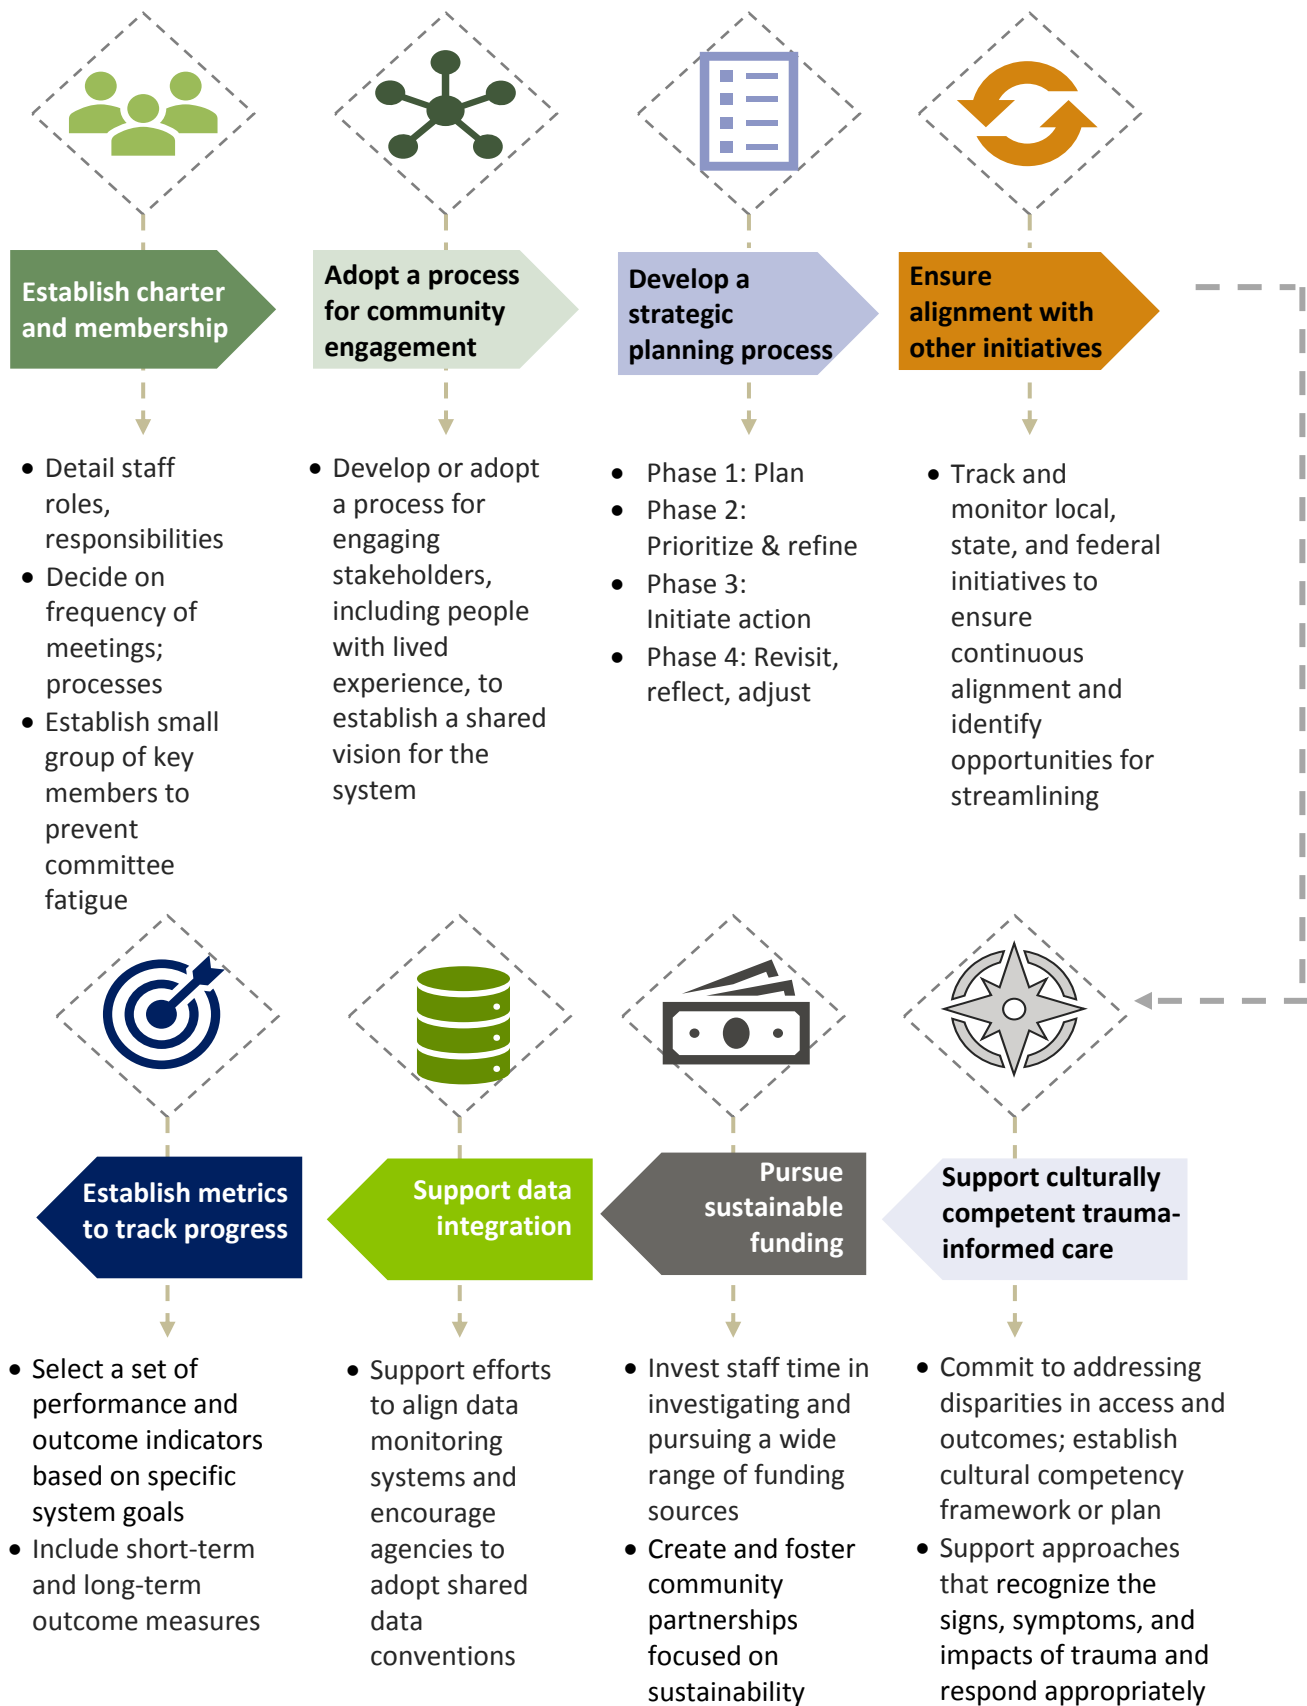 Establish charter
and membership
Adopt a process
for community
engagement
Develop a
strategic
planning process
Ensure
alignment with
other initiatives
• Detail staff
roles,
responsibilities
• Decide on
frequency of
meetings;
processes
• Establish small
group of key
members to
prevent
committee
fatigue
• Develop or adopt
a process for
engaging
stakeholders,
including people
with lived
experience, to
establish a shared
vision for the
system
• Phase 1: Plan
• Phase 2:
Prioritize & refine
• Phase 3:
Initiate action
• Phase 4: Revisit,
reflect, adjust
• Track and
monitor local,
state, and federal
initiatives to
ensure
continuous
alignment and
identify
opportunities for
streamlining
Establish metrics
to track progress
Support data
integration
Pursue
sustainable
funding
Support culturally
competent trauma-
informed care
• Select a set of
performance and
outcome indicators
based on specific
system goals
• Include short-term
and long-term
outcome measures
• Support efforts
to align data
monitoring
systems and
encourage
agencies to
adopt shared
data
conventions
• Invest staff time in
investigating and
pursuing a wide
range of funding
sources
• Create and foster
community
partnerships
focused on
sustainability
• Commit to addressing
disparities in access and
outcomes; establish
cultural competency
framework or plan
• Support approaches
that recognize the
signs, symptoms, and
impacts of trauma and
respond appropriately